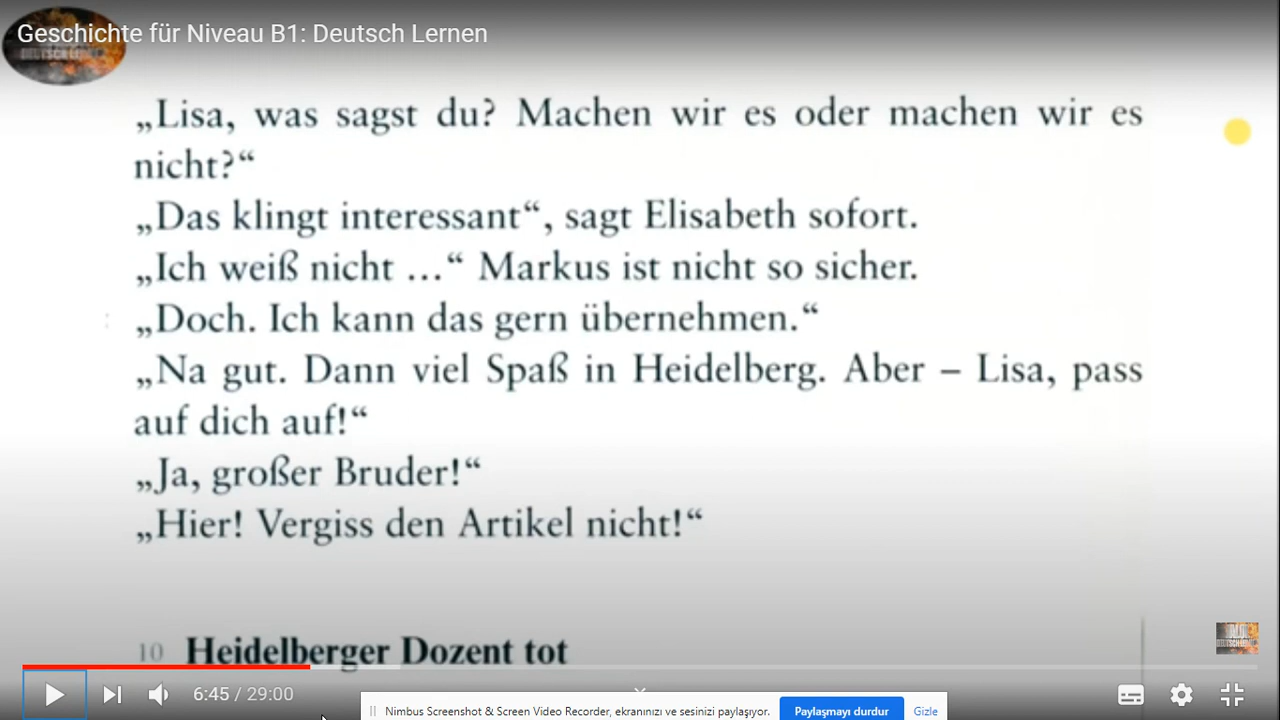 Geschichte für Niveau B1: Deutsch Lernen
„Lisa, was sagst du? Machen wir es oder machen wir es
nicht?“
„Das klingt interessant“, sagt Elisabeth sofort.
„Ich weiß nicht …“ Markus ist nicht so sicher.
„Doch. Ich kann das gern übernehmen.“
„Na gut. Dann viel Spaß in Heidelberg. Aber – Lisa, pass
auf dich auf!“
„Ja, großer Bruder!“
„Hier! Vergiss den Artikel nicht!“
10 Heidelberger Dozent tot
6:45 / 29:00
Nimbus Screenshot & Screen Video Recorder, ekranınızı ve sesinizi paylaşıyor. Paylaşmayı durdur Gizle